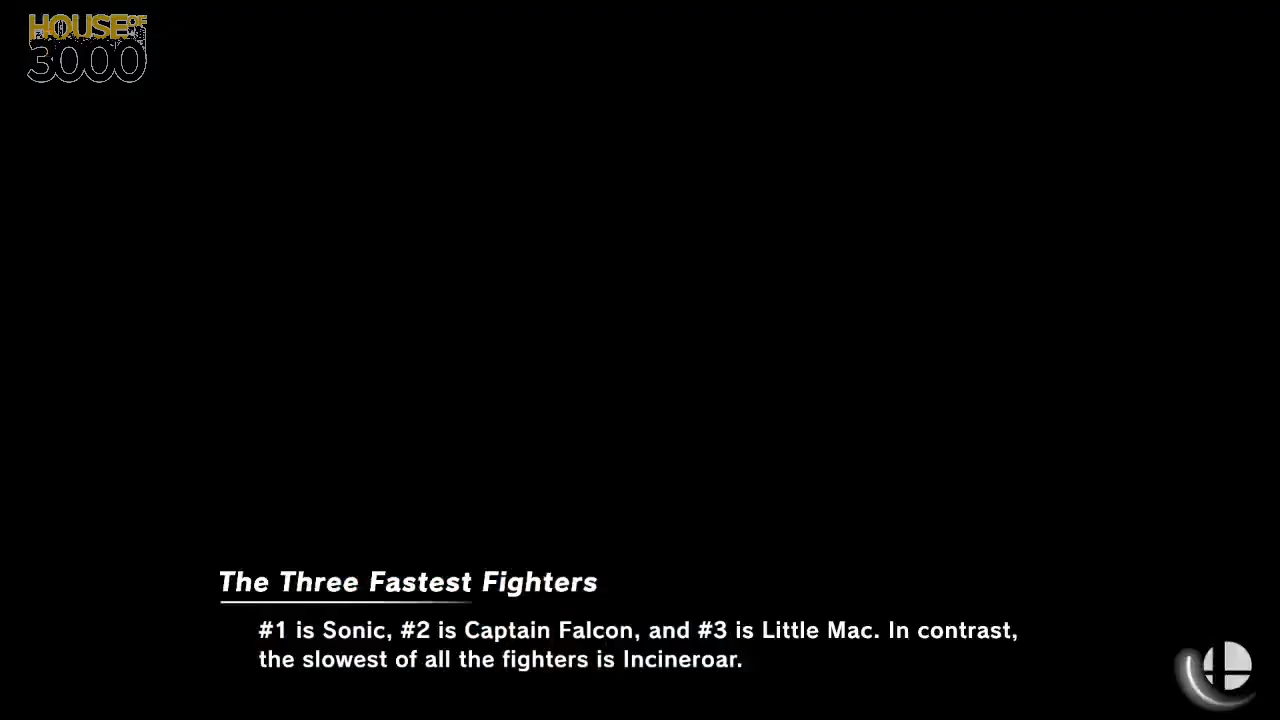 HOUSE OF
3000
The Three Fastest Fighters
#1 is Sonic, #2 is Captain Falcon, and #3 is Little Mac. In contrast,
the slowest of all the fighters is Incineroar.